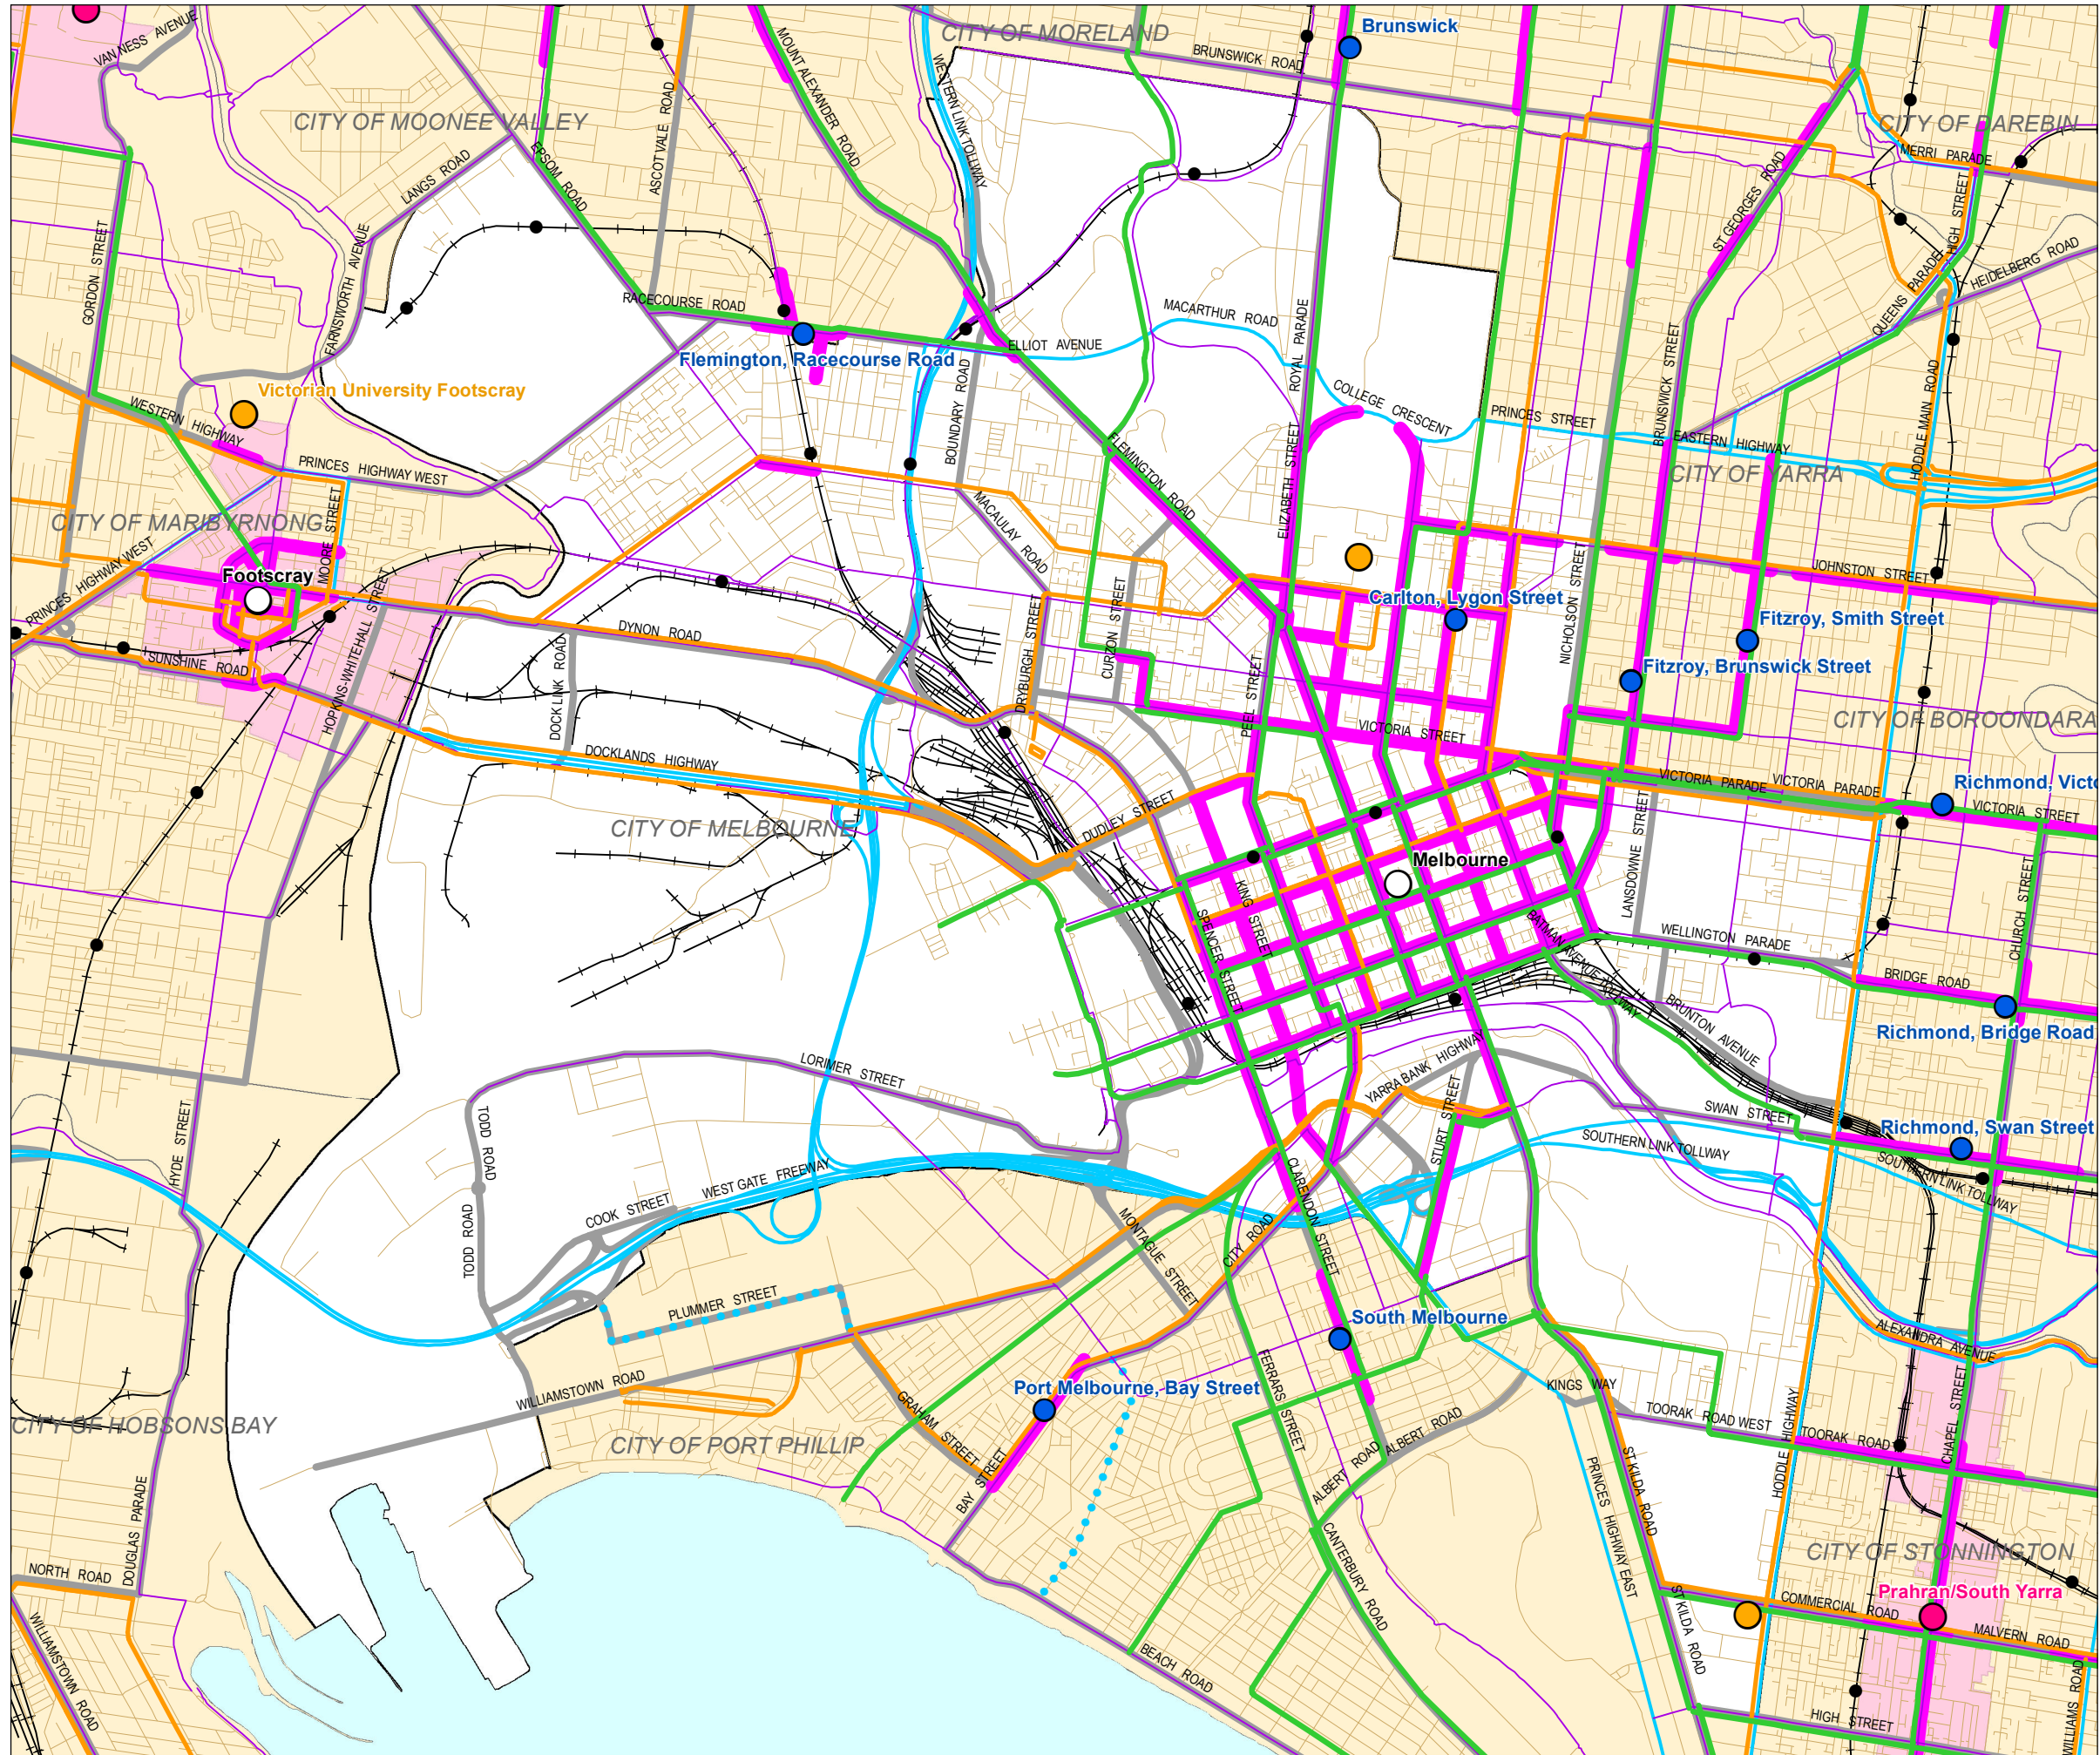 Brunswick
CITY OF MORELAND
VAN NESS AVENUE
MOUNT ALEXANDER ROAD
BRUNSWICK ROAD
WESTERN LINK TOLLWAY
CITY OF MOONEE VALLEY
ASCOT VALE ROAD
CITY OF DAREBIN
MERRI PARADE
LANGS ROAD
EPSOM ROAD
ST GEORGES ROAD
HIGH STREET
GORDON STREET
FARNSWORTH AVENUE
HEIDELBERG ROAD
QUEENS PARADE
RACECOURSE ROAD
MACARTHUR ROAD
ROYAL PARADE
ELLIOT AVENUE
Flemington, Racecourse Road
BOUNDARY ROAD
BRUNSWICK STREET
HODDLE MAIN ROAD
Victorian University Footscray
COLLEGE CRESCENT
PRINCES STREET
WESTERN HIGHWAY
FLEMINGTON ROAD
ELIZABETH STREET
EASTERN HIGHWAY
CITY OF YARRA
PRINCES HIGHWAY WEST
MACAULAY ROAD
CITY OF MARIBYRNONG
MOORE STREET
PRINCES HIGHWAY WEST
Footscray
HOPKINS-WHITEHALL STREET
JOHNSTON STREET
Carlton, Lygon Street
NICHOLSON STREET
Fitzroy, Smith Street
DYNON ROAD
DOCK LINK ROAD
DRYBURGH STREET
CURZON STREET
PEEL STREET
Fitzroy, Brunswick Street
SUNSHINE ROAD
CITY OF BOROONDARA
VICTORIA STREET
DOCKLANDS HIGHWAY
VICTORIA PARADE
VICTORIA PARADE
Richmond, Victo
VICTORIA STREET
CITY OF MELBOURNE
DUDLEY STREET
LANSDOWNE STREET
Melbourne
KING STREET
SPENCER STREET
BATMAN AVENUE TOLLWAY
WELLINGTON PARADE
CHURCH STREET
BRIDGE ROAD
BRUNTON AVENUE
Richmond, Bridge Road
LORIMER STREET
YARRA BANK HIGHWAY
TODD ROAD
HYDE STREET
STURT STREET
SWAN STREET
Richmond, Swan Street
SOUTHERN LINK TOLLWAY
SOUTHERN LINK TOLLWAY
WEST GATE FREEWAY
COOK STREET
CLARENDON STREET
TODD ROAD
MONTAGUE STREET
CITY ROAD
PLUMMER STREET
South Melbourne
ALEXANDRA AVENUE
WILLIAMSTOWN ROAD
Port Melbourne, Bay Street
FERRARS STREET
KINGS WAY
TOORAK ROAD WEST
TOORAK ROAD
CHAPEL STREET
HODDLE HIGHWAY
CITY OF HOBSONS BAY
GRAHAM STREET
CITY OF PORT PHILLIP
BAY STREET
ALBERT ROAD
ALBERT ROAD
ST KILDA ROAD
PRINCES HIGHWAY EAST
DOUGLAS PARADE
CANTERBURY ROAD
CITY OF STONNINGTON
NORTH ROAD
Prahran/South Yarra
COMMERCIAL ROAD
MALVERN ROAD
ST KILDA ROAD
WILLIAMSTOWN ROAD
BEACH ROAD
HIGH STREET
WILLIAMS ROAD